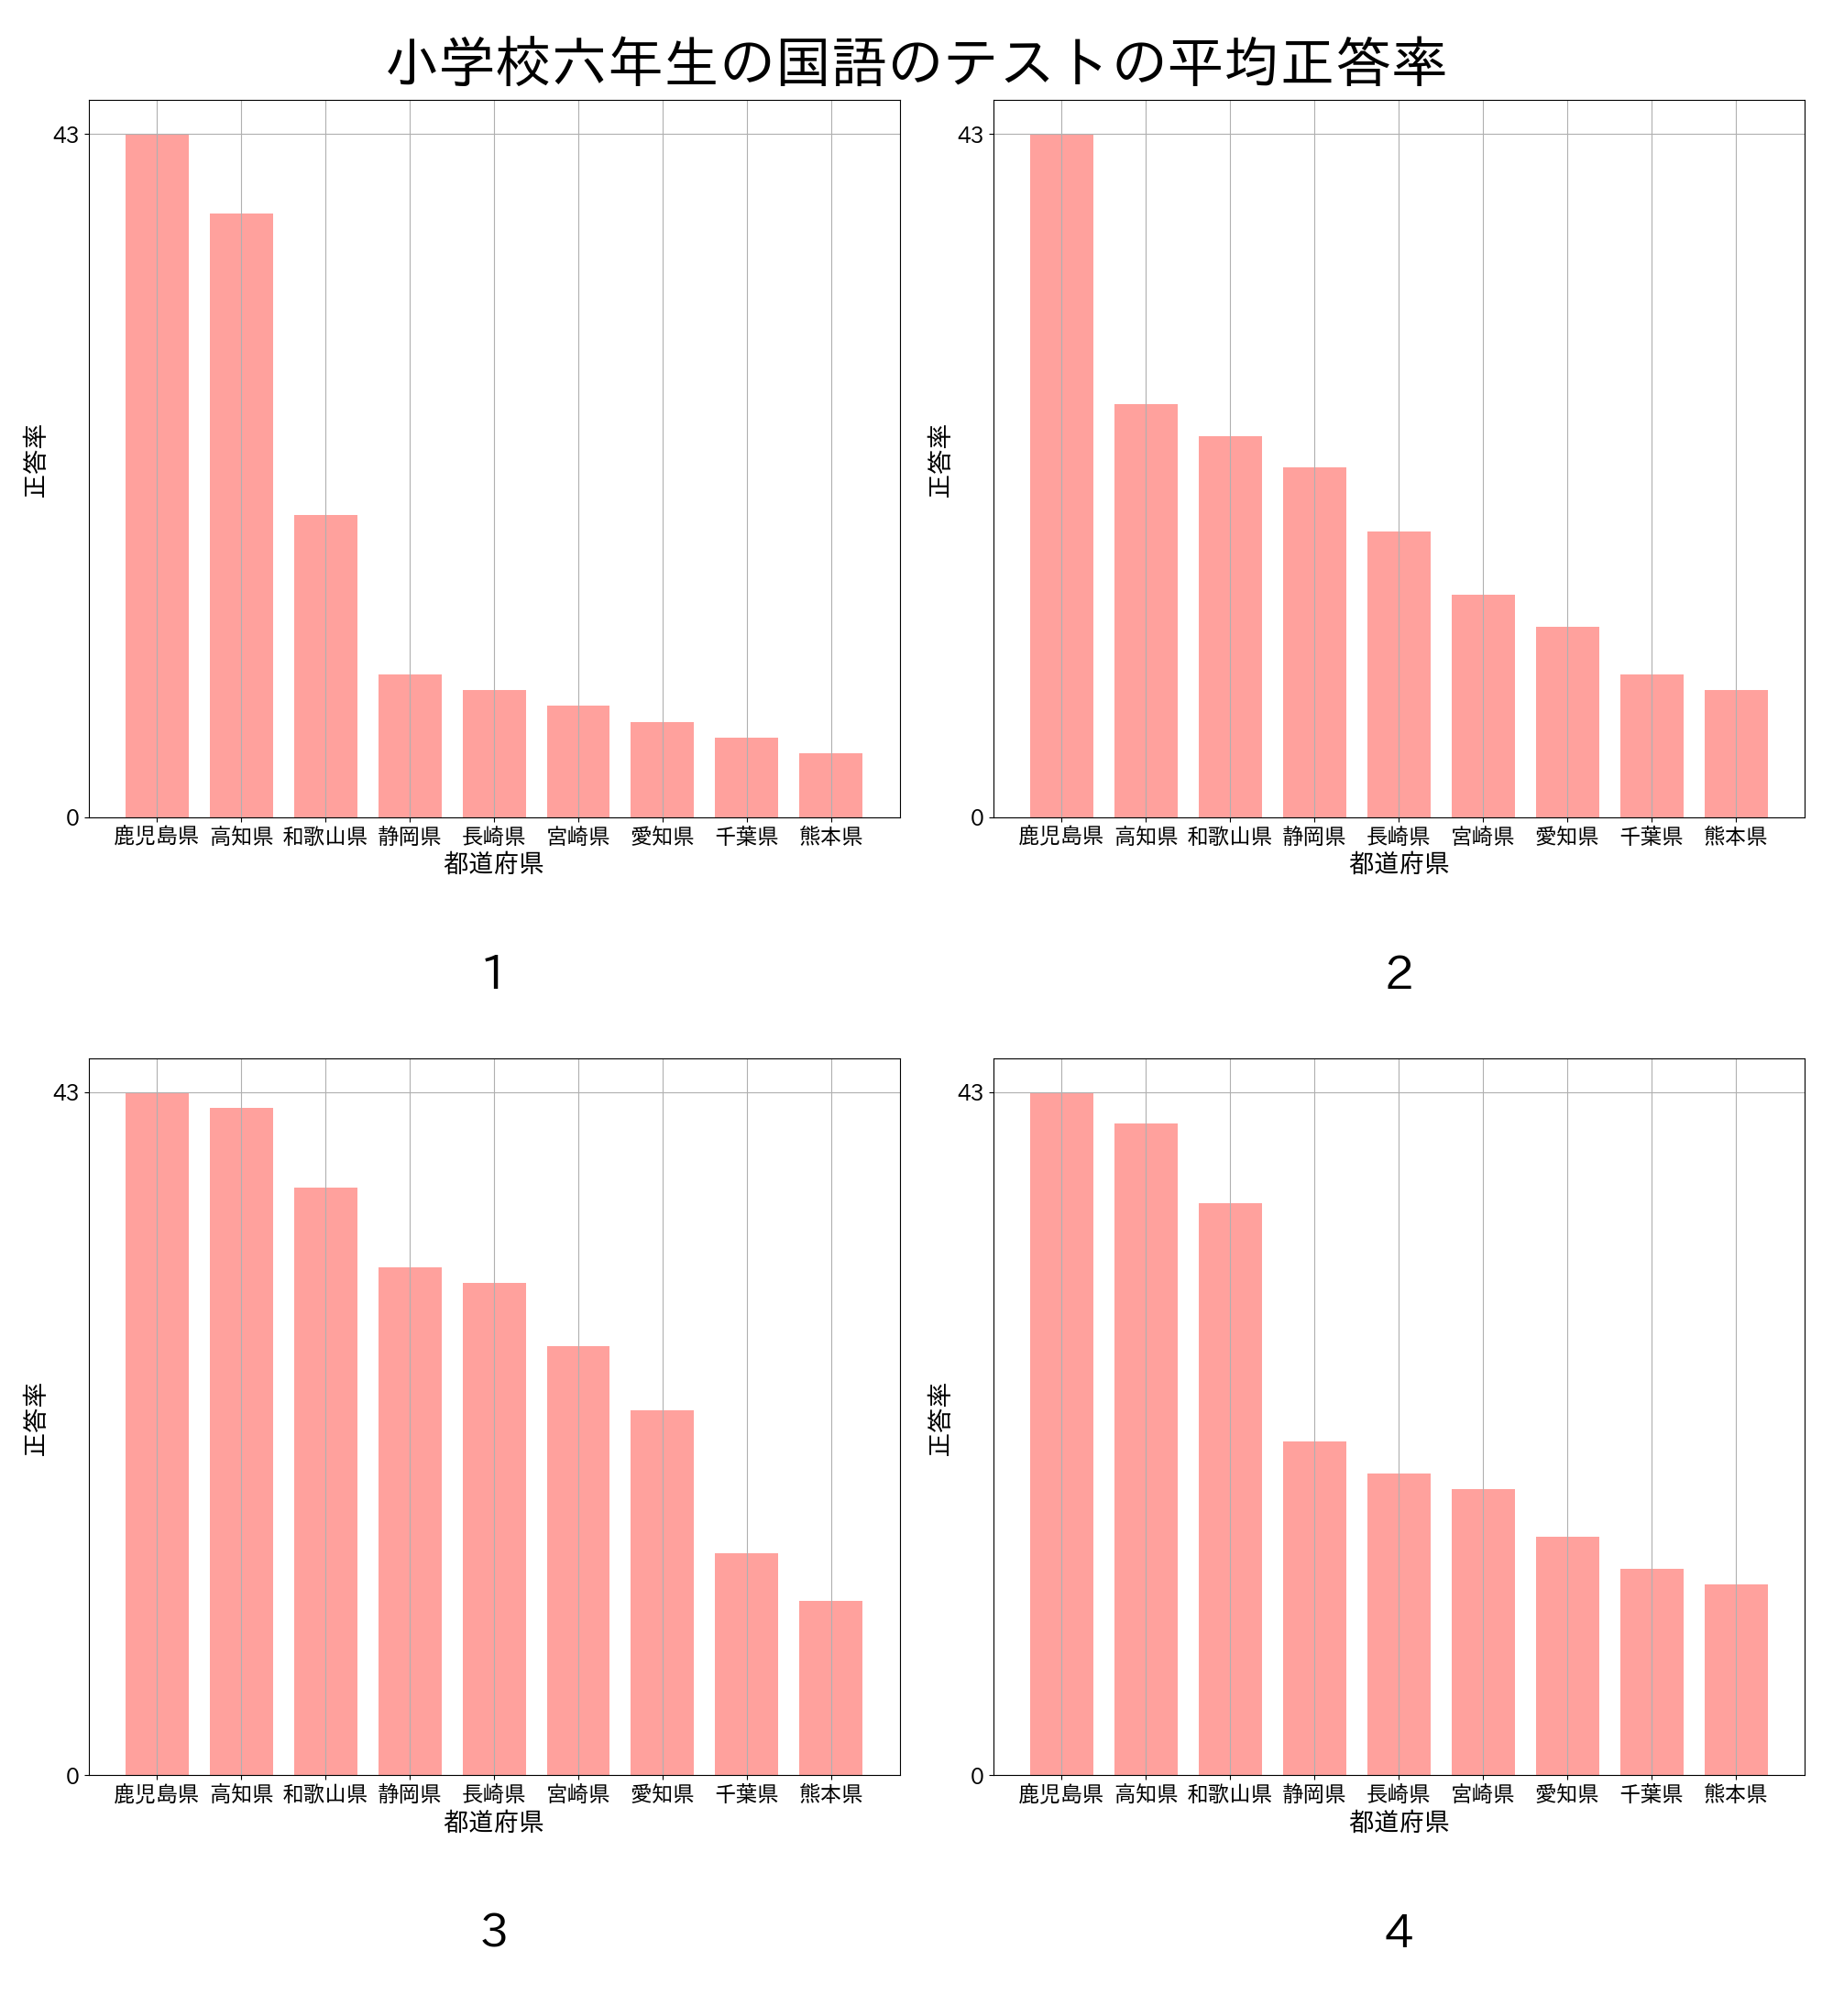 小学校六年生の国語のテストの平均正答率
43
0
正答率
鹿児島県 高知県 和歌山県 静岡県 長崎県 宮崎県 愛知県 千葉県 熊本県
都道府県
1
43
0
正答率
鹿児島県 高知県 和歌山県 静岡県 長崎県 宮崎県 愛知県 千葉県 熊本県
都道府県
2
43
0
正答率
鹿児島県 高知県 和歌山県 静岡県 長崎県 宮崎県 愛知県 千葉県 熊本県
都道府県
3
43
0
正答率
鹿児島県 高知県 和歌山県 静岡県 長崎県 宮崎県 愛知県 千葉県 熊本県
都道府県
4